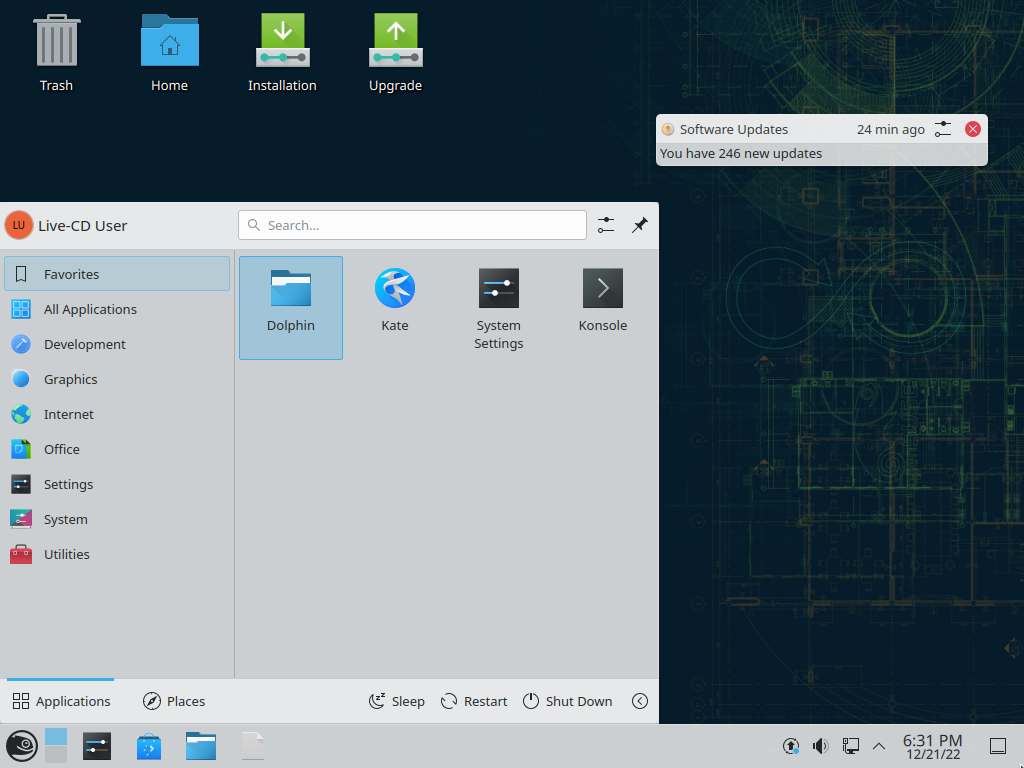 Trash
Home
Installation
Upgrade
Software Updates
24 min ago
You have 246 new updates
LU
Live-CD User
Search...
Favorites
All Applications
Development
Graphics
Internet
Office
Settings
System
Utilities
Dolphin
Kate
System
Settings
Konsole
Applications
Places
Sleep
Restart
Shut Down
6:31 PM
12/21/22